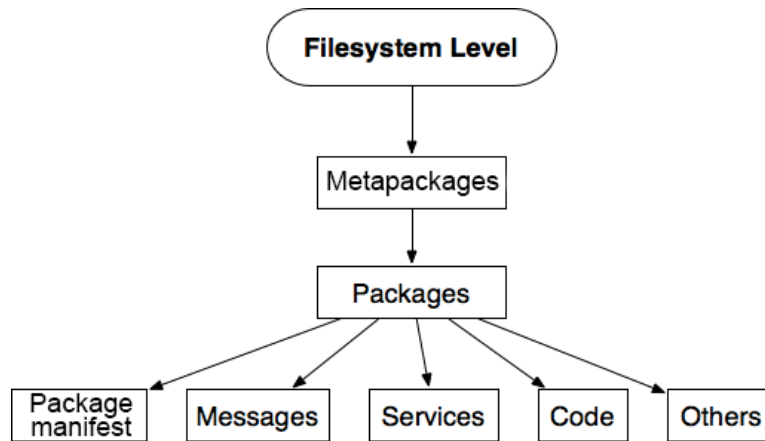 Filesystem Level
Metapackages
Packages
Package
manifest
Messages
Services
Code
Others